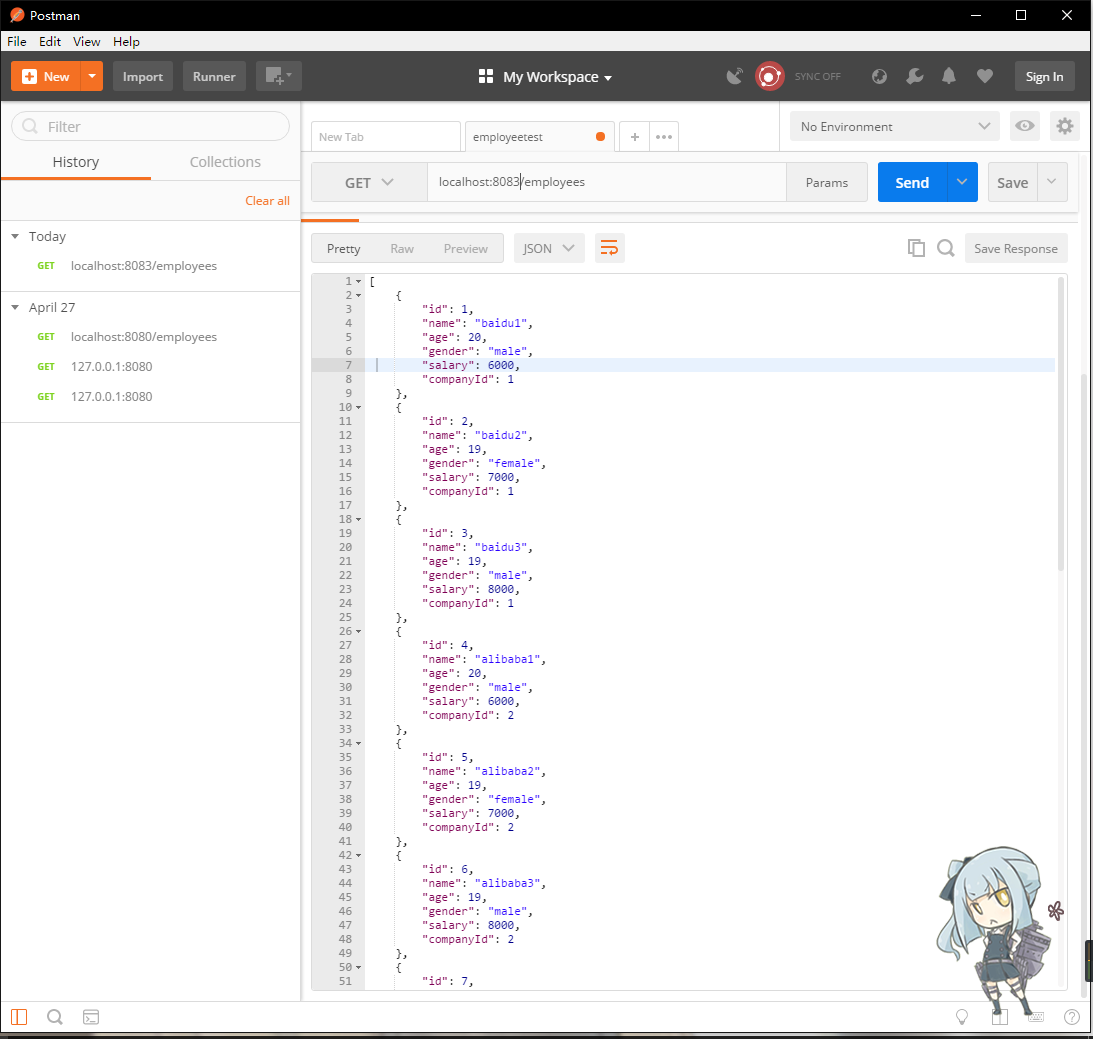 Postman
File Edit View Help
New Import Runner My Workspace SYNC OFF Sign In
Filter
History Collections
Clear all
Today
GET localhost:8083/employees
April 27
GET localhost:8080/employees
GET 127.0.0.1:8080
GET 127.0.0.1:8080
New Tab employeetest + ••• No Environment
GET localhost:8083/employees Params Send Save
Pretty Raw Preview JSON Save Response
1 [
2 {
3 "id": 1,
4 "name": "baidu1",
5 "age": 20,
6 "gender": "male",
7 "salary": 6000,
8 "companyId": 1
9 },
10 {
11 "id": 2,
12 "name": "baidu2",
13 "age": 19,
14 "gender": "female",
15 "salary": 7000,
16 "companyId": 1
17 },
18 {
19 "id": 3,
20 "name": "baidu3",
21 "age": 19,
22 "gender": "male",
23 "salary": 8000,
24 "companyId": 1
25 },
26 {
27 "id": 4,
28 "name": "alibaba1",
29 "age": 20,
30 "gender": "male",
31 "salary": 6000,
32 "companyId": 2
33 },
34 {
35 "id": 5,
36 "name": "alibaba2",
37 "age": 19,
38 "gender": "female",
39 "salary": 7000,
40 "companyId": 2
41 },
42 {
43 "id": 6,
44 "name": "alibaba3",
45 "age": 19,
46 "gender": "male",
47 "salary": 8000,
48 "companyId": 2
49 },
50 {
51 "id": 7,